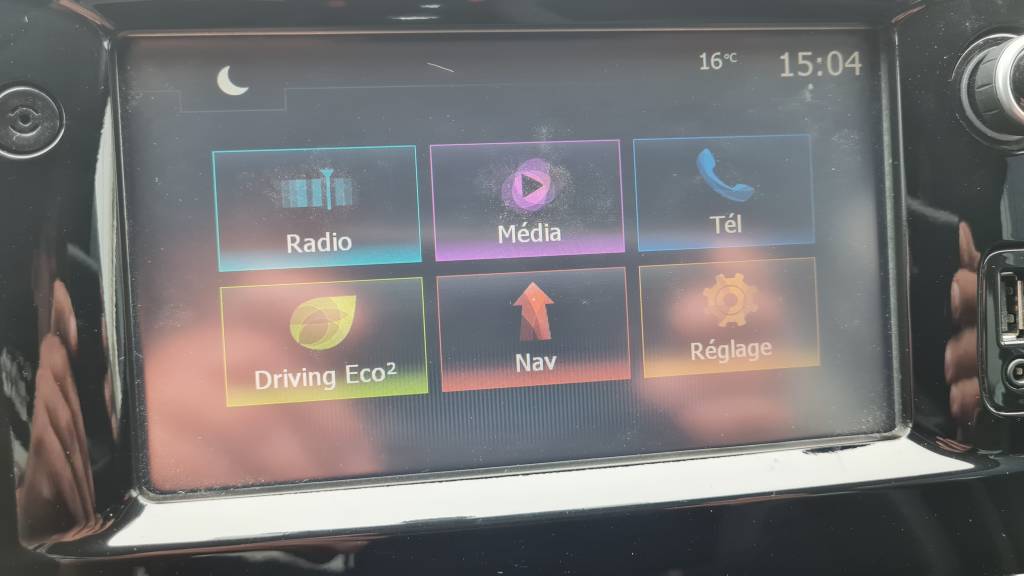 16°C 15:04
Radio
Média
Tél
Driving Eco²
Nav
Réglage